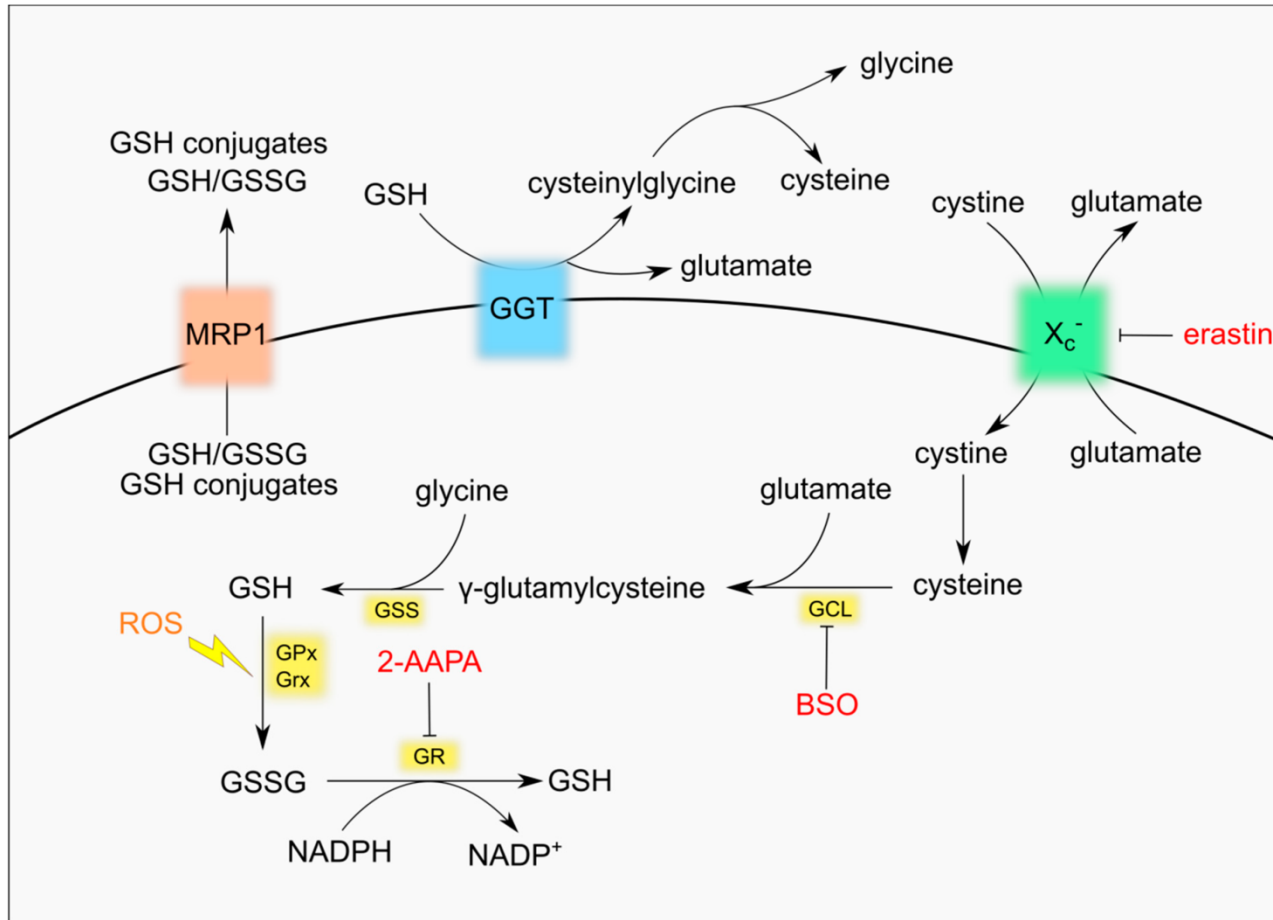 glycine
GSH conjugates
GSH/GSSG
GSH
cysteinylglycine
cysteine
cystine
glutamate
glutamate
MRP1
GGT
Xc-
erastin
GSH/GSSG
GSH conjugates
cystine
glutamate
glycine
glutamate
GSH
γ-glutamylcysteine
cysteine
GSS
GCL
ROS
GPx
Grx
2-AAPA
BSO
GR
GSSG
GSH
NADPH
NADP+